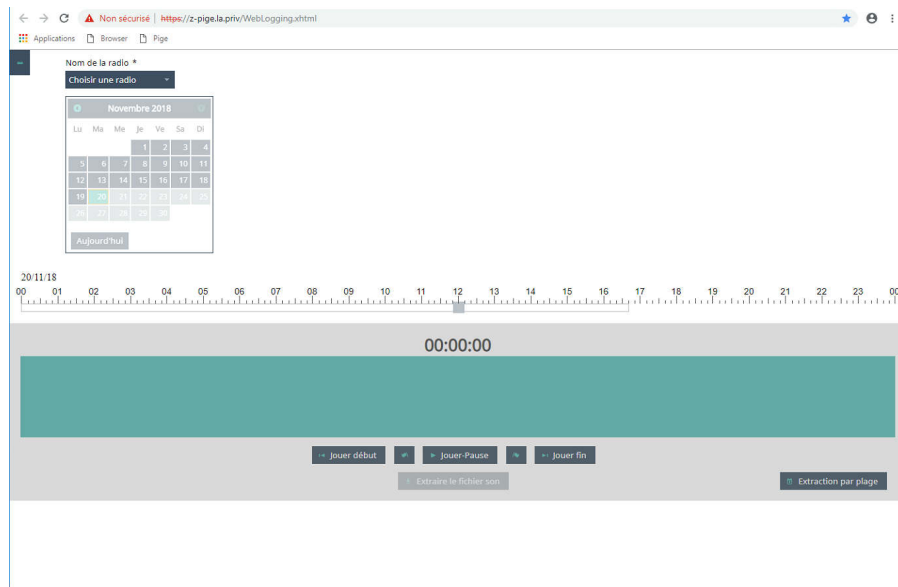 Non sécurisé | https://z-pige.la.priv/WebLogging.xhtml
Applications Browser Pige
Nom de la radio *
Choisir une radio
Novembre 2018
Lu Ma Me Je Ve Sa Di
1 2 3 4
5 6 7 8 9 10 11
12 13 14 15 16 17 18
19 20 21 22 23 24 25
26 27 28 29 30
Aujourd'hui
20/11/18
00 01 02 03 04 05 06 07 08 09 10 11 12 13 14 15 16 17 18 19 20 21 22 23 00
00:00:00
Jouer début Jouer-Pause Jouer fin
Extraire le fichier son Extraction par plage